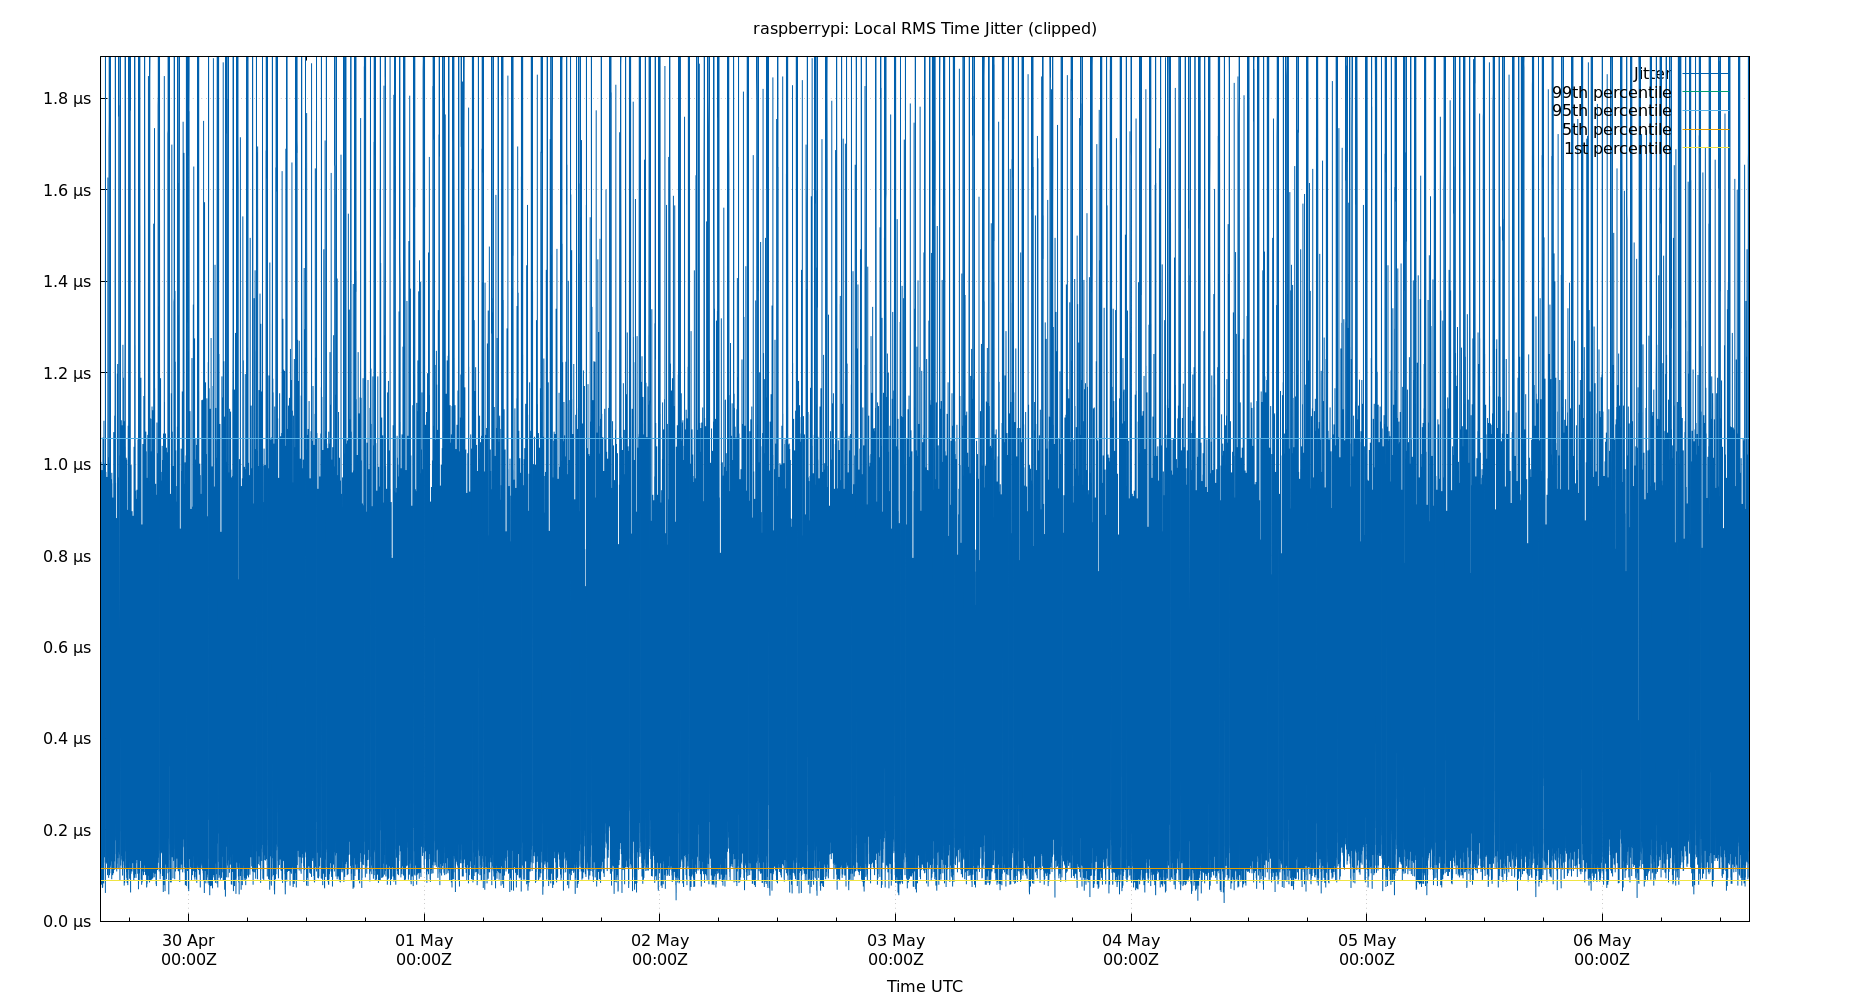 raspberrypi: Local RMS Time Jitter (clipped)
Jitter
99th percentile
95th percentile
5th percentile
1st percentile
1.8 µs
1.6 µs
1.4 µs
1.2 µs
1.0 µs
0.8 µs
0.6 µs
0.4 µs
0.2 µs
0.0 µs
30 Apr 01 May 02 May 03 May 04 May 05 May 06 May
00:00Z 00:00Z 00:00Z 00:00Z 00:00Z 00:00Z 00:00Z
Time UTC